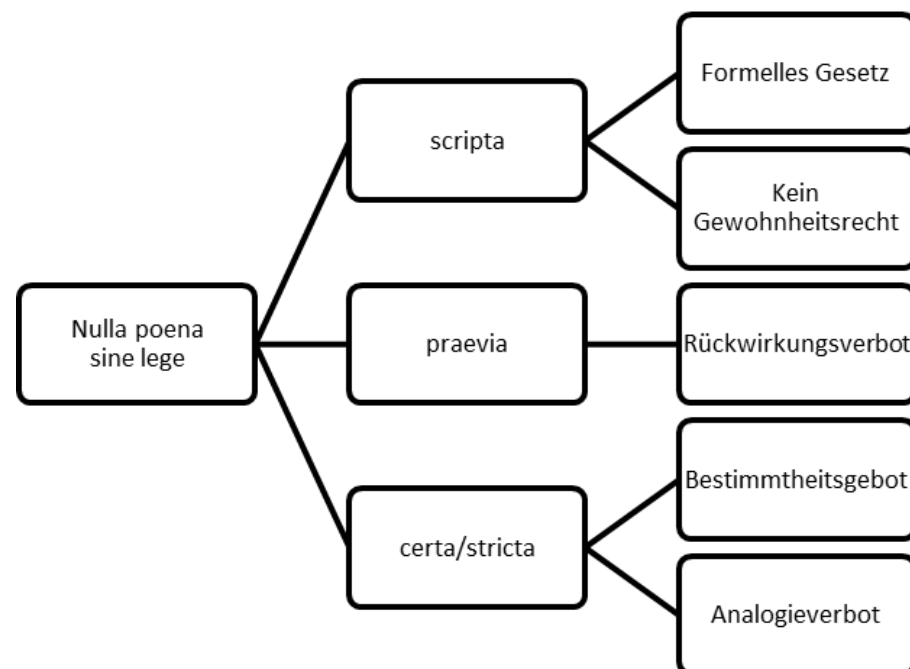 Nulla poena
sine lege
scripta
Formelles Gesetz
Kein
Gewohnheitsrecht
praevia
Rückwirkungsverbot
certa/stricta
Bestimmtheitsgebot
Analogieverbot